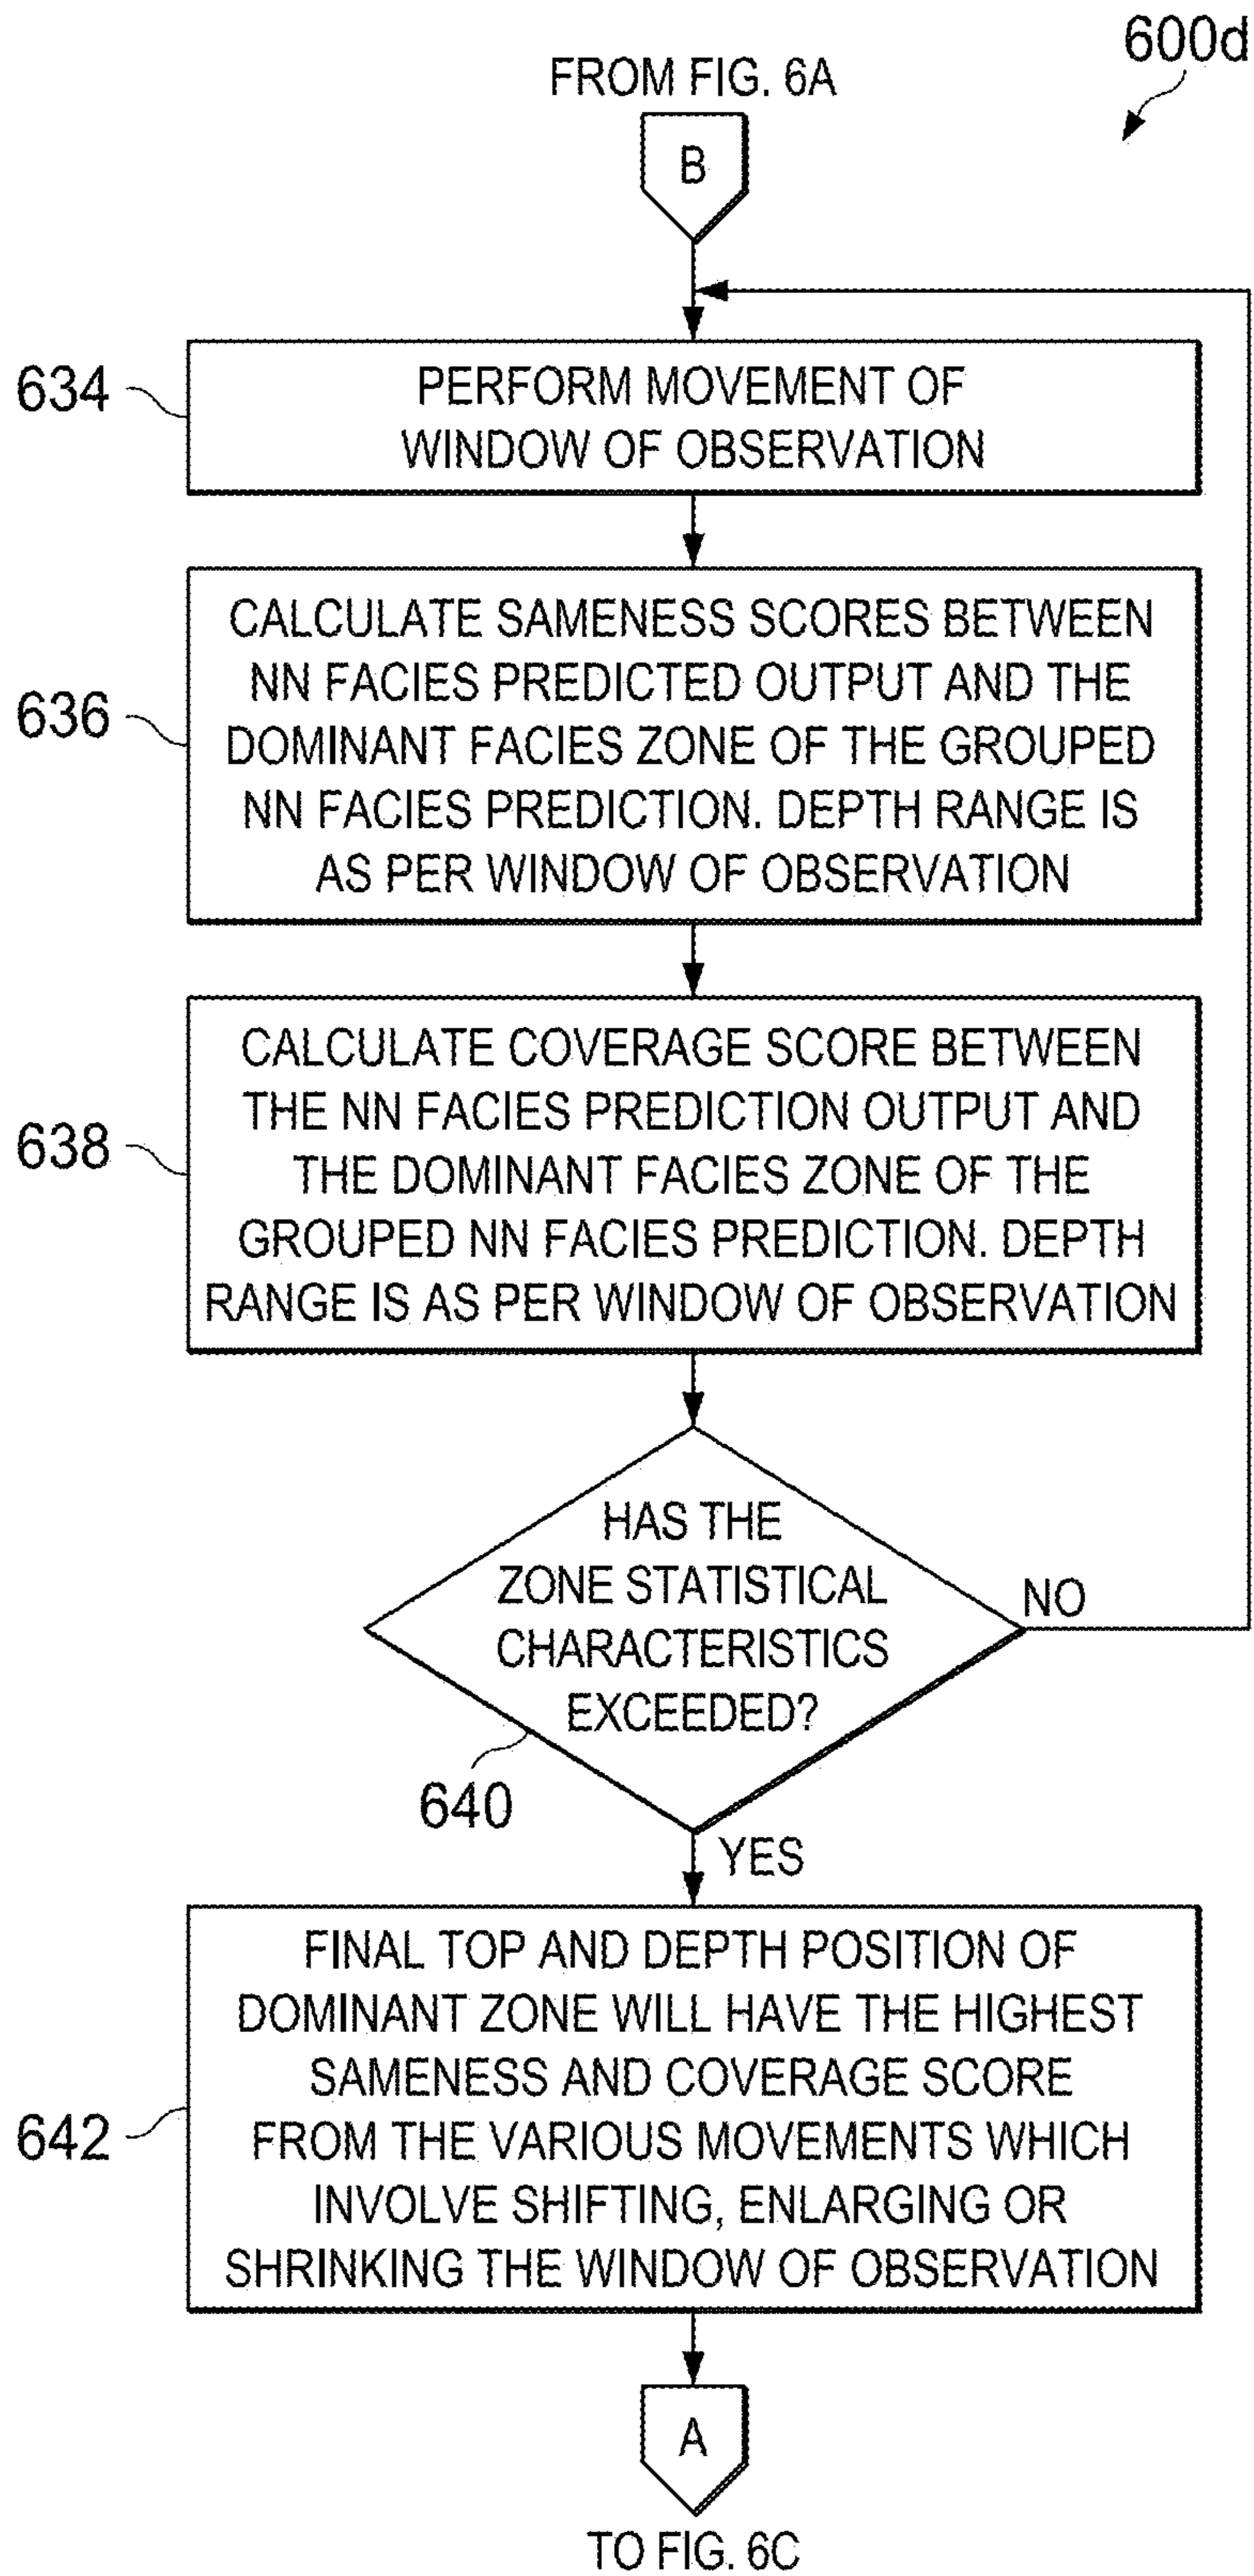 600d
FROM FIG. 6A
B
634
PERFORM MOVEMENT OF
WINDOW OF OBSERVATION
636
CALCULATE SAMENESS SCORES BETWEEN
NN FACIES PREDICTED OUTPUT AND THE
DOMINANT FACIES ZONE OF THE GROUPED
NN FACIES PREDICTION. DEPTH RANGE IS
AS PER WINDOW OF OBSERVATION
638
CALCULATE COVERAGE SCORE BETWEEN
THE NN FACIES PREDICTION OUTPUT AND
THE DOMINANT FACIES ZONE OF THE
GROUPED NN FACIES PREDICTION. DEPTH
RANGE IS AS PER WINDOW OF OBSERVATION
HAS THE
ZONE STATISTICAL
CHARACTERISTICS
EXCEEDED?
NO
640
YES
642
FINAL TOP AND DEPTH POSITION OF
DOMINANT ZONE WILL HAVE THE HIGHEST
SAMENESS AND COVERAGE SCORE
FROM THE VARIOUS MOVEMENTS WHICH
INVOLVE SHIFTING, ENLARGING OR
SHRINKING THE WINDOW OF OBSERVATION
A
TO FIG. 6C